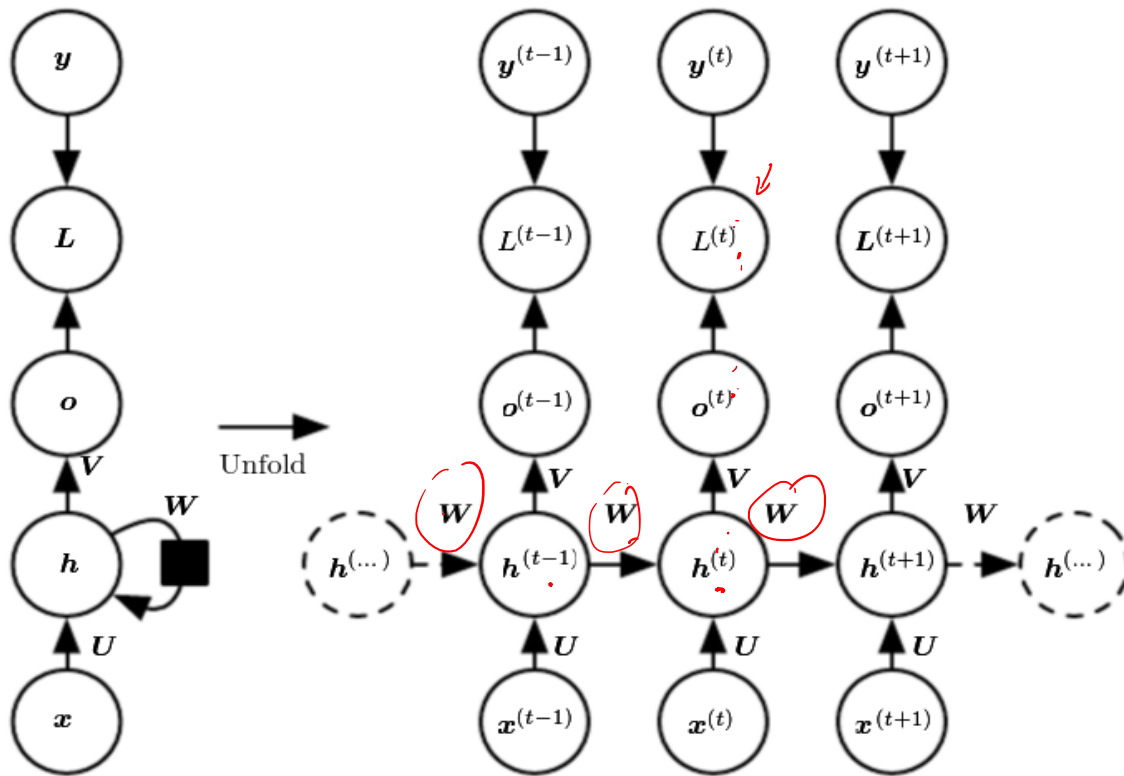 y y^(t−1) y^(t) y^(t+1)
L L^(t−1) L^(t) L^(t+1)
o o^(t−1) o^(t) o^(t+1)
Unfold
V V V V
W W W W W
h h^(...) h^(t−1) h^(t) h^(t+1) h^(...)
U U U U
x x^(t−1) x^(t) x^(t+1)